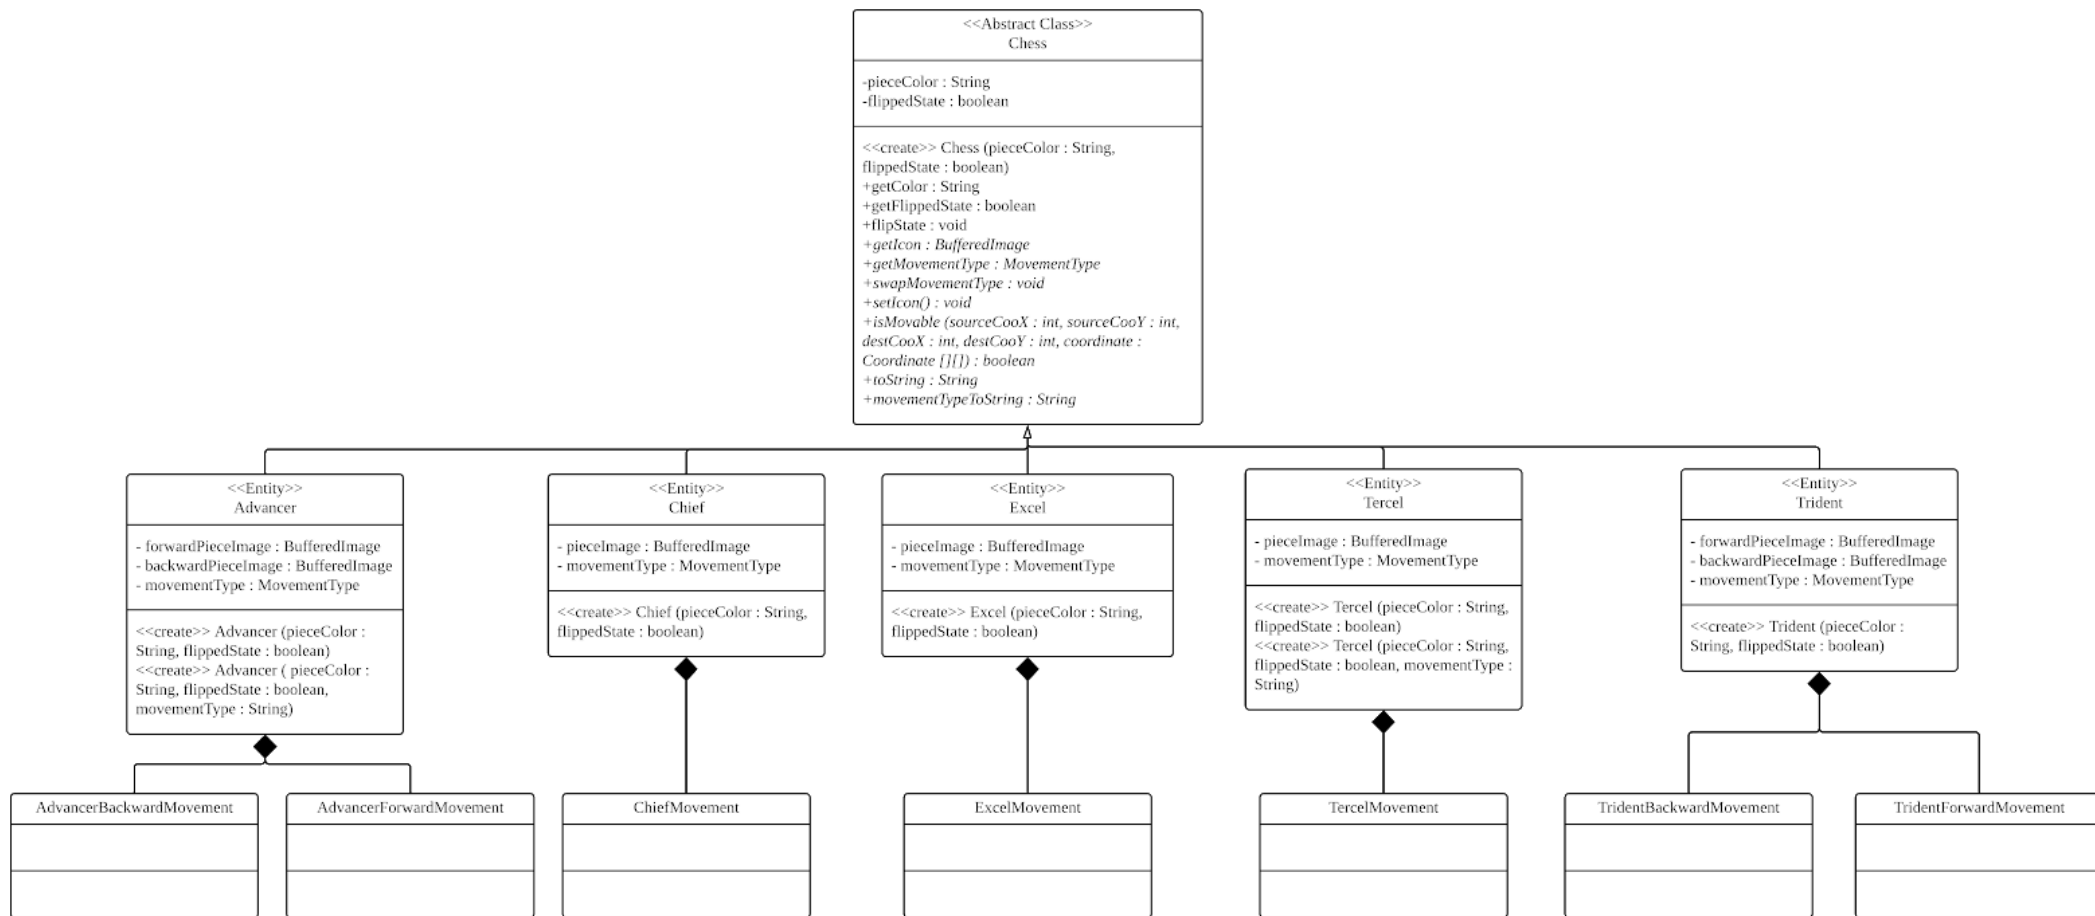 <<Abstract Class>>
Chess
-pieceColor : String
-flippedState : boolean
<<create>> Chess (pieceColor : String,
flippedState : boolean)
+getColor : String
+getFlippedState : boolean
+flipState : void
+getIcon : BufferedImage
+getMovementType : MovementType
+swapMovementType : void
+setIcon() : void
+isMovable (sourceCooX : int, sourceCooY : int,
destCooX : int, destCooY : int, coordinate :
Coordinate [][]) : boolean
+toString : String
+movementTypeToString : String
<<Entity>>
Advancer
- forwardPieceImage : BufferedImage
- backwardPieceImage : BufferedImage
- movementType : MovementType
<<create>> Advancer (pieceColor :
String, flippedState : boolean)
<<create>> Advancer ( pieceColor :
String, flippedState : boolean,
movementType : String)
<<Entity>>
Chief
- pieceImage : BufferedImage
- movementType : MovementType
<<create>> Chief (pieceColor : String,
flippedState : boolean)
<<Entity>>
Excel
- pieceImage : BufferedImage
- movementType : MovementType
<<create>> Excel (pieceColor : String,
flippedState : boolean)
<<Entity>>
Tercel
- pieceImage : BufferedImage
- movementType : MovementType
<<create>> Tercel (pieceColor : String,
flippedState : boolean)
<<create>> Tercel (pieceColor : String,
flippedState : boolean, movementType :
String)
<<Entity>>
Trident
- forwardPieceImage : BufferedImage
- backwardPieceImage : BufferedImage
- movementType : MovementType
<<create>> Trident (pieceColor :
String, flippedState : boolean)
AdvancerBackwardMovement
AdvancerForwardMovement
ChiefMovement
ExcelMovement
TercelMovement
TridentBackwardMovement
TridentForwardMovement